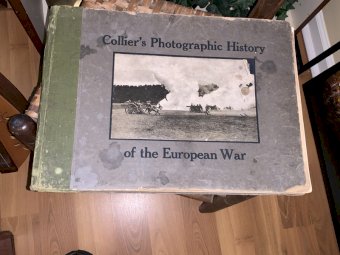 Collier's Photographic History
of the European War